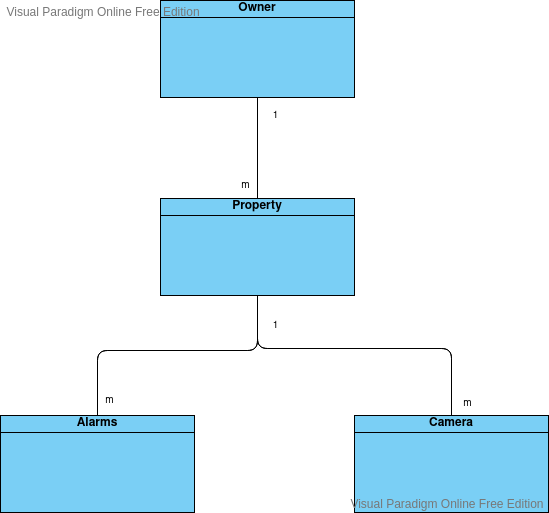 Visual Paradigm Online Free Edition
Owner
1
m
Property
1
m
m
Alarms
Camera
Visual Paradigm Online Free Edition